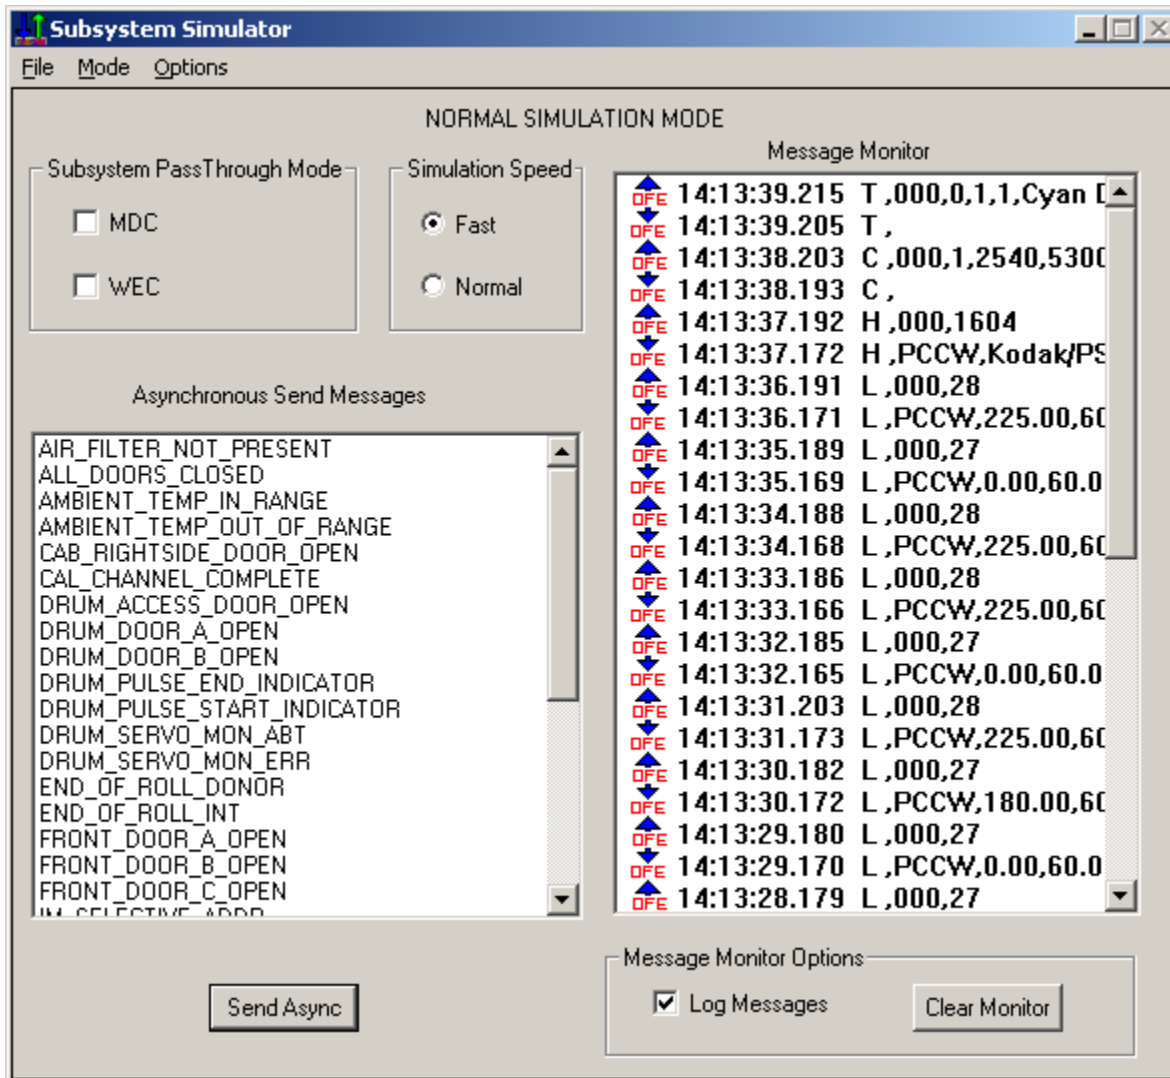 Subsystem Simulator
File Mode Options
NORMAL SIMULATION MODE
Subsystem PassThrough Mode
MDC
WEC
Simulation Speed
Fast
Normal
Asynchronous Send Messages
AIR_FILTER_NOT_PRESENT
ALL_DOORS_CLOSED
AMBIENT_TEMP_IN_RANGE
AMBIENT_TEMP_OUT_OF_RANGE
CAB_RIGHTSIDE_DOOR_OPEN
CAL_CHANNEL_COMPLETE
DRUM_ACCESS_DOOR_OPEN
DRUM_DOOR_A_OPEN
DRUM_DOOR_B_OPEN
DRUM_PULSE_END_INDICATOR
DRUM_PULSE_START_INDICATOR
DRUM_SERVO_MON_ABT
DRUM_SERVO_MON_ERR
END_OF_ROLL_DONOR
END_OF_ROLL_INT
FRONT_DOOR_A_OPEN
FRONT_DOOR_B_OPEN
FRONT_DOOR_C_OPEN
Send Async
Message Monitor
OFE 14:13:39.215 T ,000,0,1,1,Cyan
OFE 14:13:39.205 T ,
OFE 14:13:38.203 C ,000,1,2540,5300
OFE 14:13:38.193 C ,
OFE 14:13:37.192 H ,000,1604
OFE 14:13:37.172 H ,PCCW,Kodak/PS
OFE 14:13:36.191 L ,000,28
OFE 14:13:36.171 L ,PCCW,225.00,60
OFE 14:13:35.189 L ,000,27
OFE 14:13:35.169 L ,PCCW,0.00,60.0
OFE 14:13:34.188 L ,000,28
OFE 14:13:34.168 L ,PCCW,225.00,60
OFE 14:13:33.186 L ,000,28
OFE 14:13:33.166 L ,PCCW,225.00,60
OFE 14:13:32.185 L ,000,27
OFE 14:13:32.165 L ,PCCW,0.00,60.0
OFE 14:13:31.203 L ,000,28
OFE 14:13:31.173 L ,PCCW,225.00,60
OFE 14:13:30.182 L ,000,27
OFE 14:13:30.172 L ,PCCW,180.00,60
OFE 14:13:29.180 L ,000,27
OFE 14:13:29.170 L ,PCCW,0.00,60.0
OFE 14:13:28.179 L ,000,27
Message Monitor Options
Log Messages
Clear Monitor